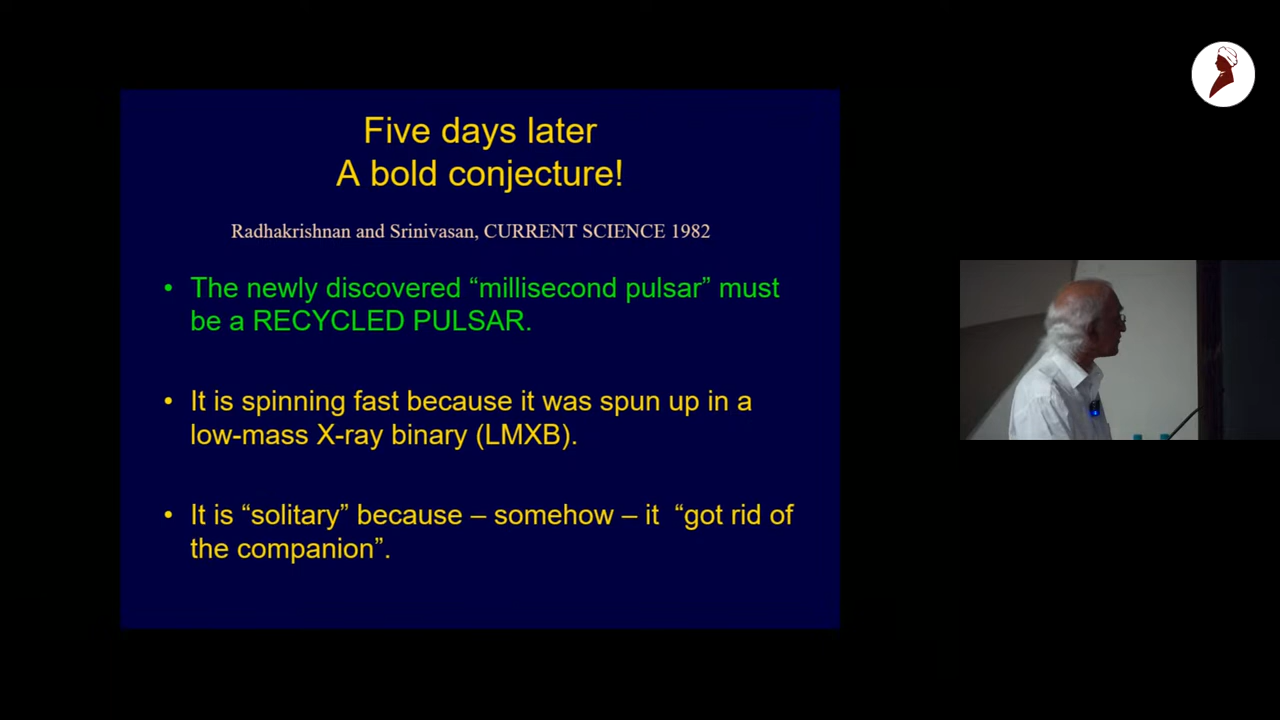 Five days later
A bold conjecture!
Radhakrishnan and Srinivasan, CURRENT SCIENCE 1982
• The newly discovered “millisecond pulsar” must
be a RECYCLED PULSAR.
• It is spinning fast because it was spun up in a
low-mass X-ray binary (LMXB).
• It is “solitary” because – somehow – it “got rid of
the companion”.